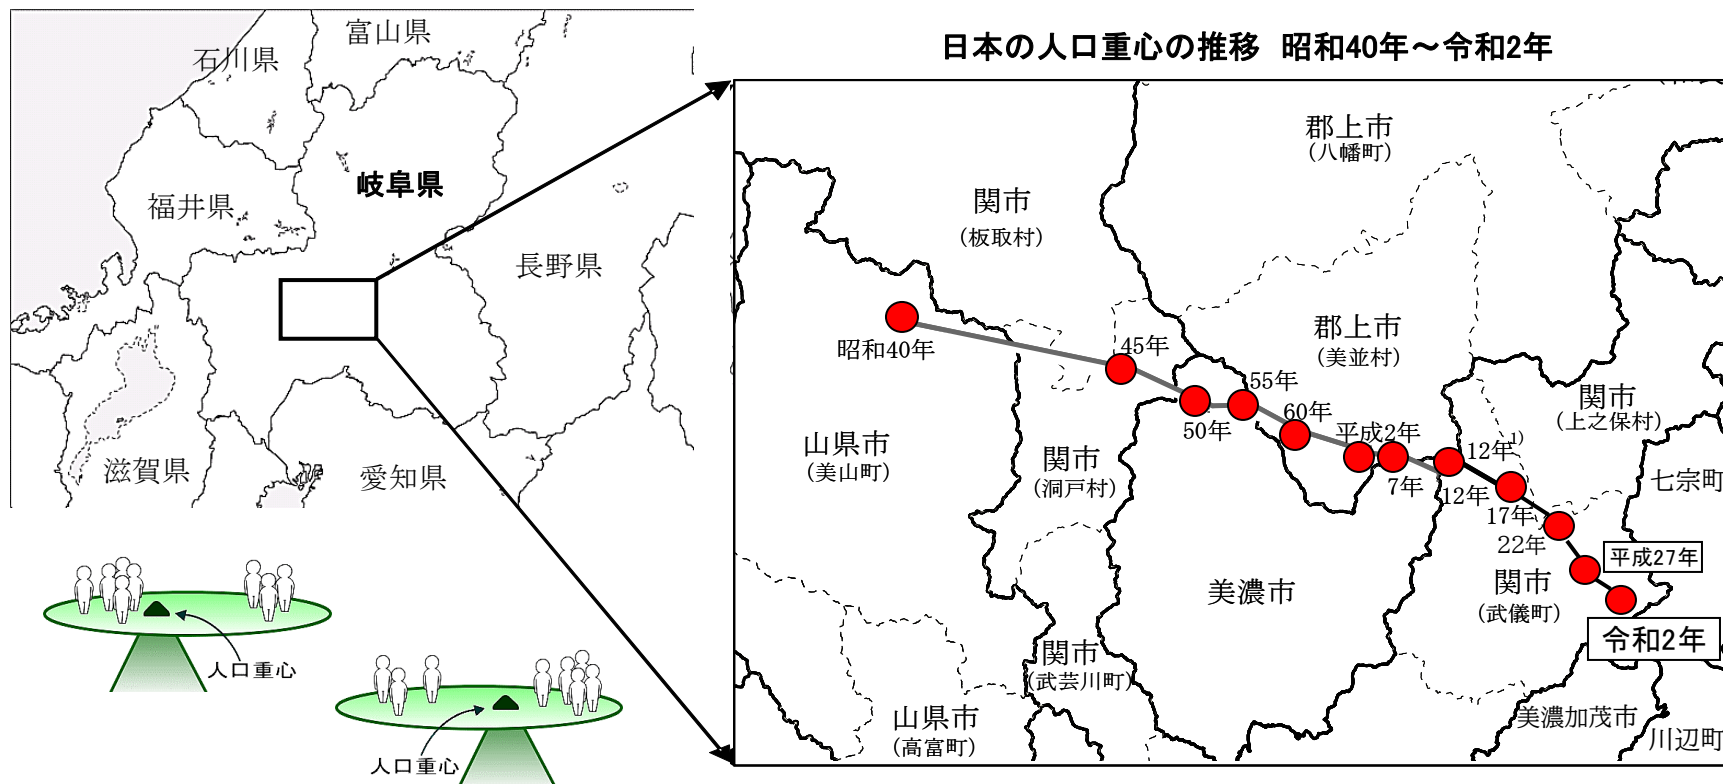 日本の人口重心の推移 昭和40年～令和2年
石川県
富山県
岐阜県
福井県
長野県
滋賀県
愛知県
人口重心
人口重心
郡上市
(八幡町)
関市
(板取村)
昭和40年
45年
郡上市
(美並村)
50年
55年
60年
平成2年
7年
12年1)
12年
17年
22年
平成27年
令和2年
関市
(上之保村)
七宗町
山県市
(美山町)
関市
(洞戸村)
美濃市
関市
(武儀町)
関市
(武芸川町)
山県市
(高富町)
美濃加茂市
川辺町